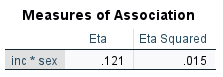 Measures of Association
Eta Eta Squared
inc * sex .121 .015